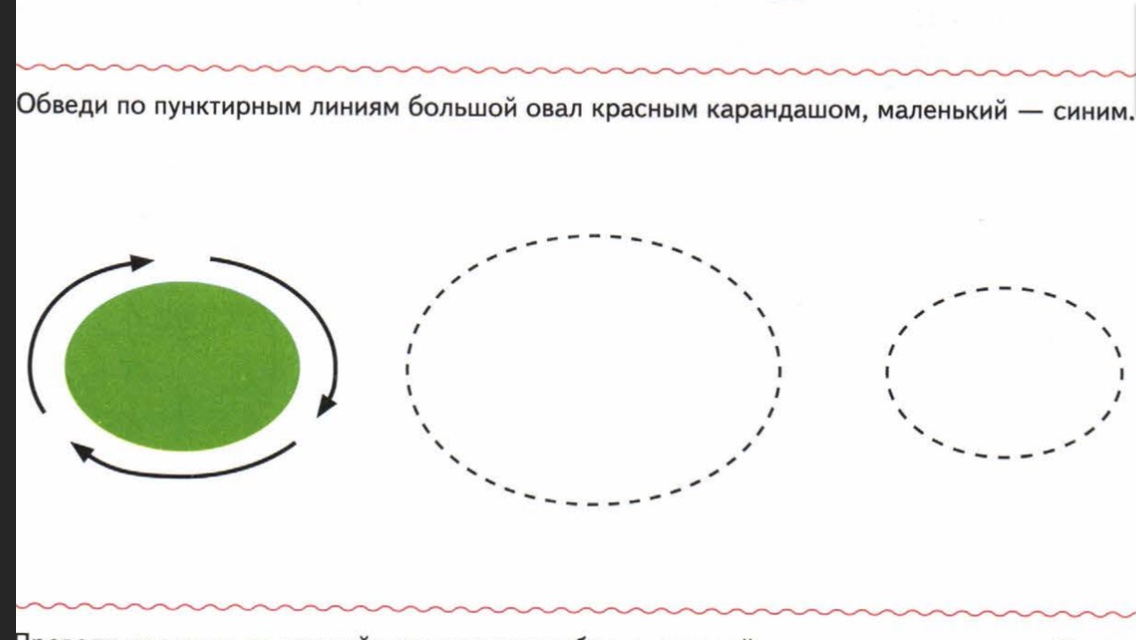 Обведи по пунктирным линиям большой овал красным карандашом, маленький — синим.